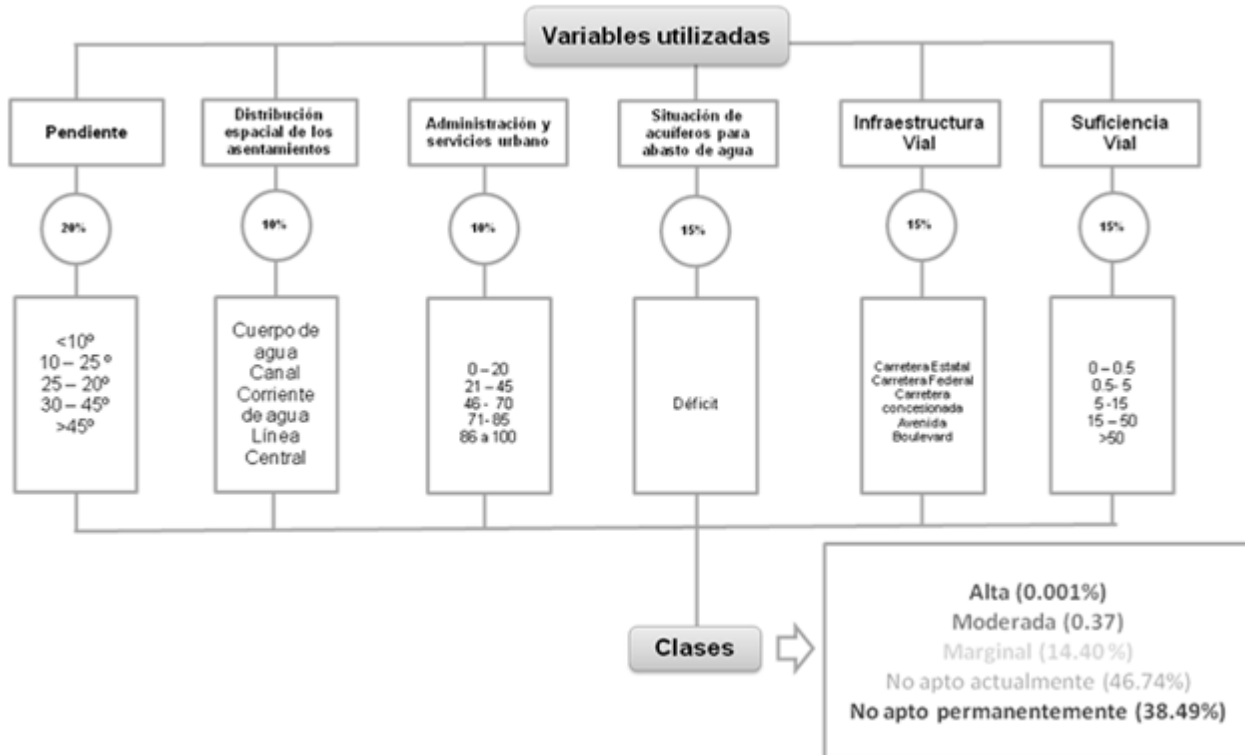 Variables utilizadas
Pendiente
Distribución
espacial de los
asentamientos
Administración y
servicios urbano
Situación de
acuíferos para
abasto de agua
Infraestructura
Vial
Suficiencia
Vial
20%
10%
10%
15%
15%
15%
<10º
10 – 25 º
25 – 20º
30 – 45º
>45º
Cuerpo de
agua
Canal
Corriente
de agua
Línea
Central
0 – 20
21 – 45
46 - 70
71- 85
86 a 100
Déficit
Carretera Estatal
Carretera Federal
Carretera
concesionada
Avenida
Boulevard
0 – 0.5
0.5- 5
5 -15
15 – 50
>50
Clases
Alta (0.001%)
Moderada (0.37)
Marginal (14.40 %)
No apto actualmente (46.74%)
No apto permanentemente (38.49%)